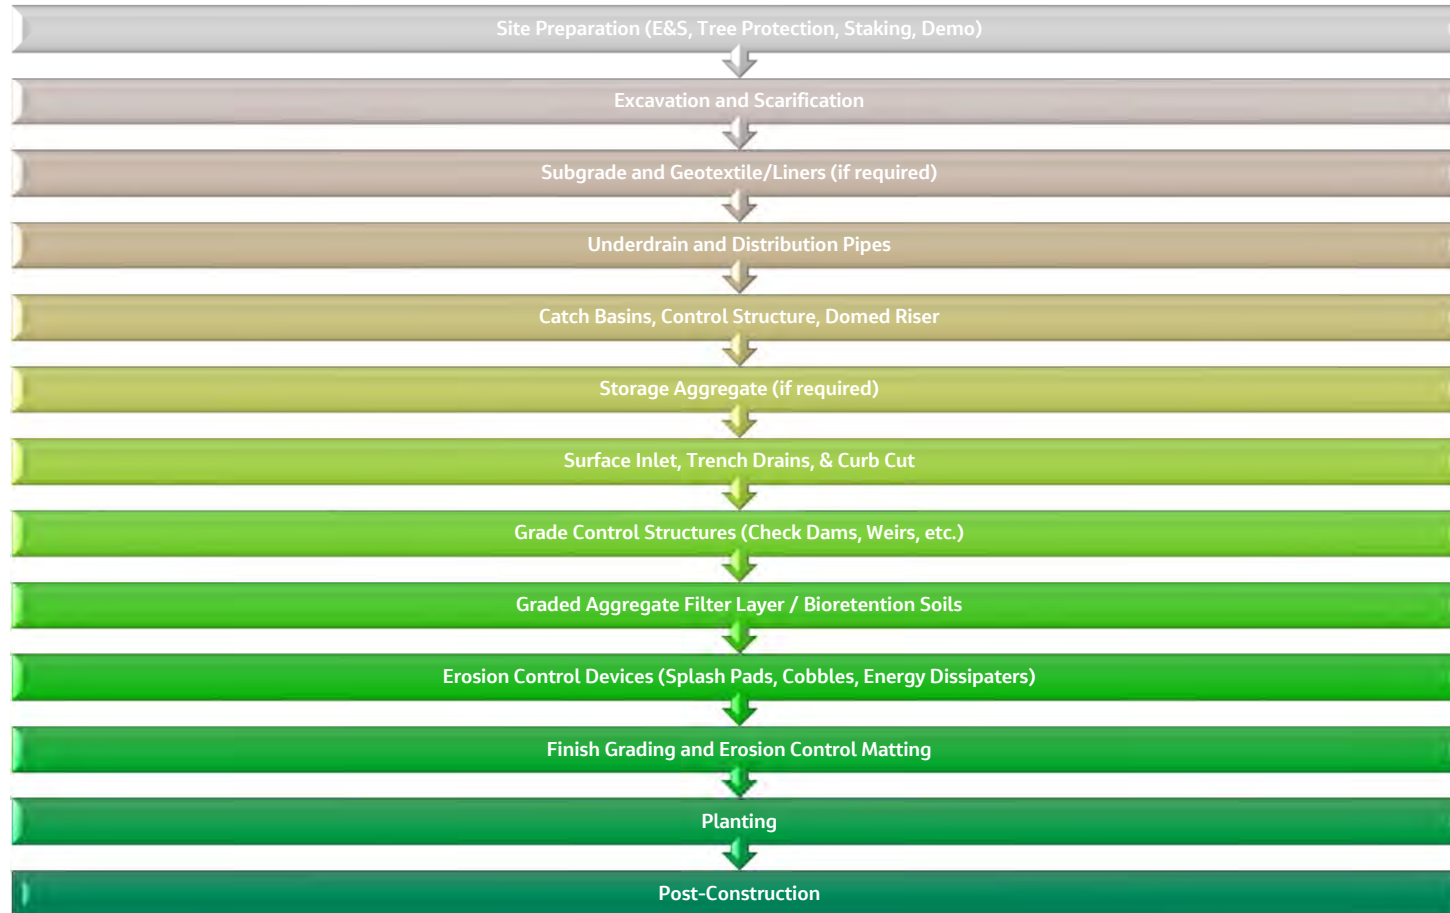 Site Preparation (E&S, Tree Protection, Staking, Demo)
Excavation and Scarification
Subgrade and Geotextile/Liners (if required)
Underdrain and Distribution Pipes
Catch Basins, Control Structure, Domed Riser
Storage Aggregate (if required)
Surface Inlet, Trench Drains, & Curb Cut
Grade Control Structures (Check Dams, Weirs, etc.)
Graded Aggregate Filter Layer / Bioretention Soils
Erosion Control Devices (Splash Pads, Cobbles, Energy Dissipaters)
Finish Grading and Erosion Control Matting
Planting
Post-Construction